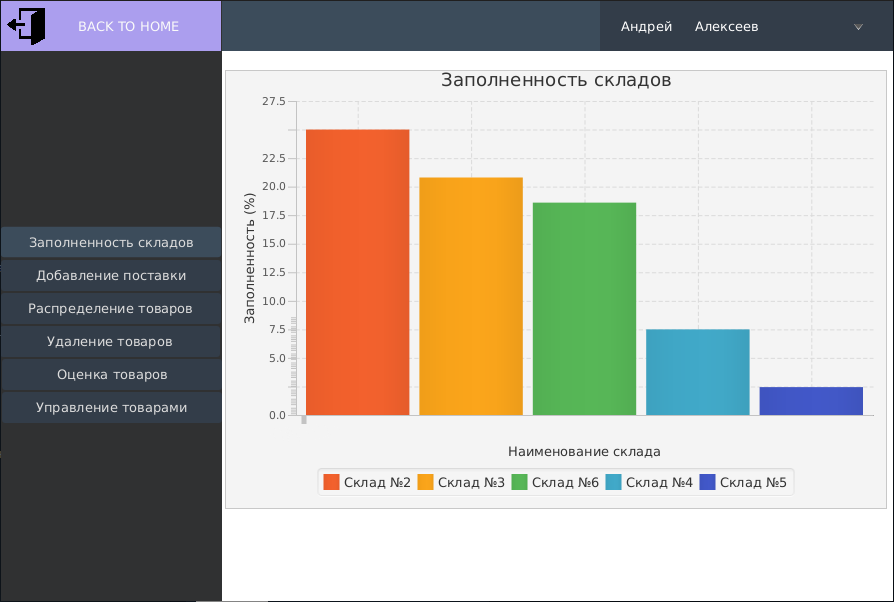 BACK TO HOME
Андрей Алексеев
Заполненность складов
Добавление поставки
Распределение товаров
Удаление товаров
Оценка товаров
Управление товарами
Заполненность складов
Заполненность (%)
27.5
22.5
20.0
17.5
15.0
12.5
10.0
7.5
5.0
0.0
Наименование склада
Склад №2 Склад №3 Склад №6 Склад №4 Склад №5